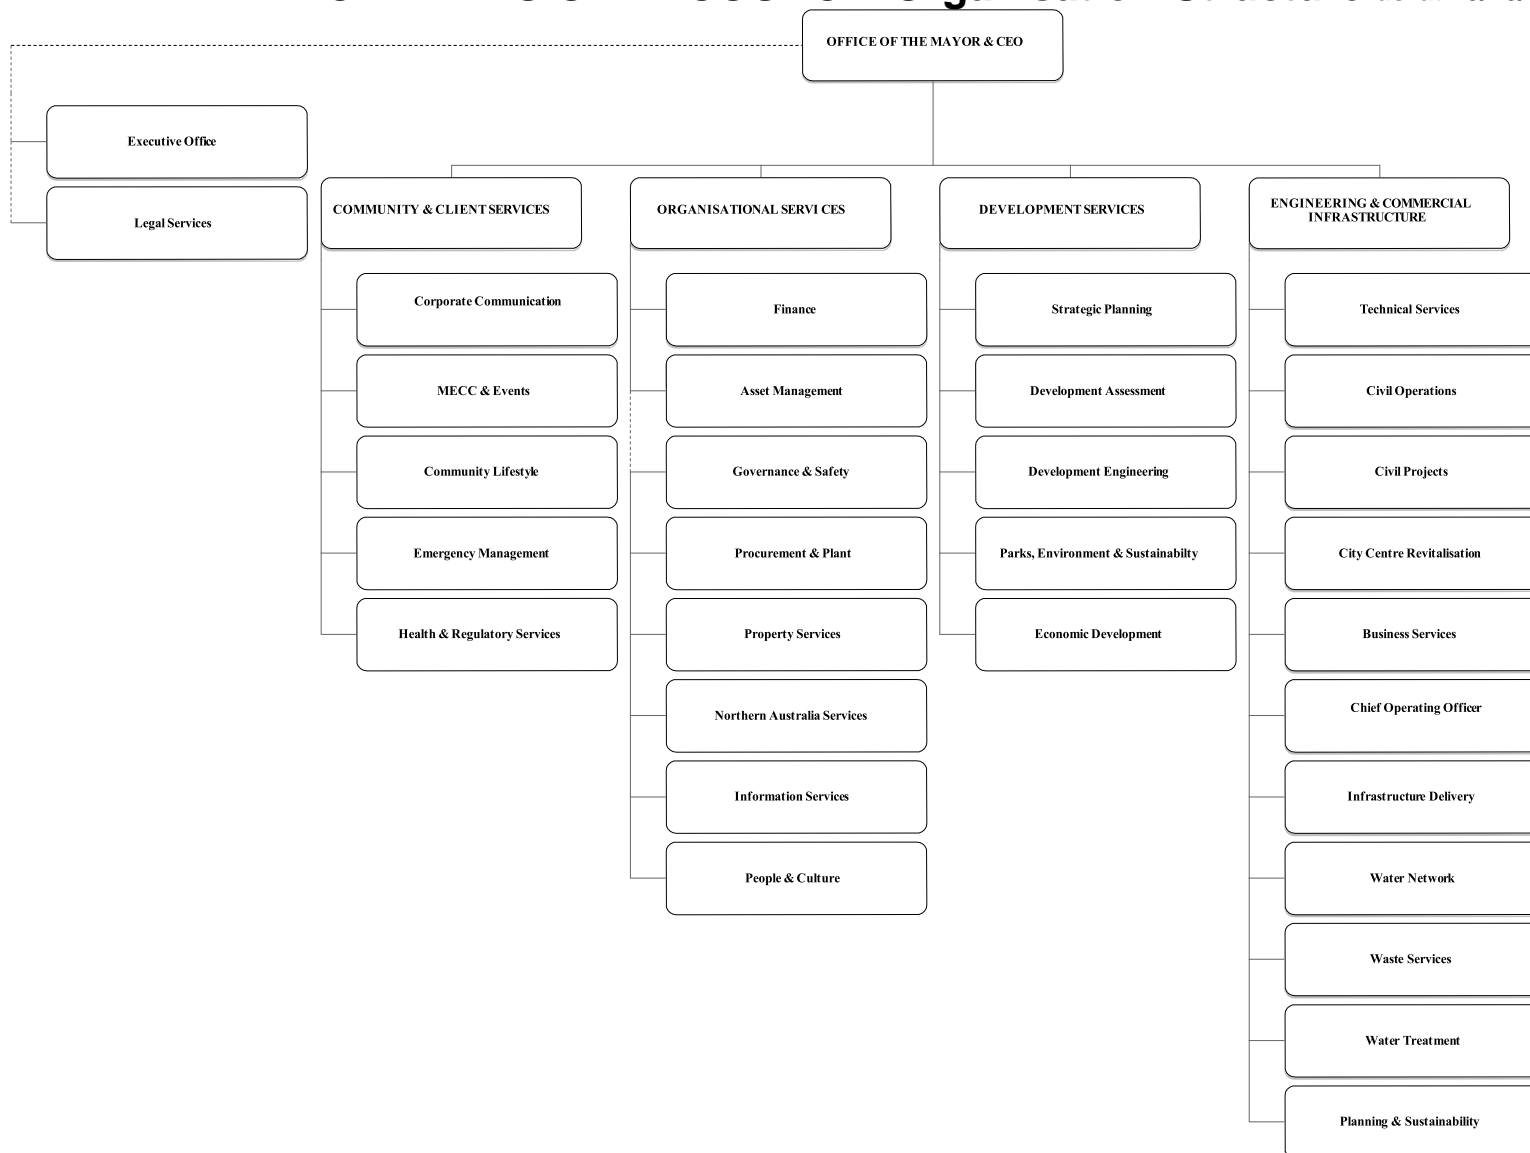 OFFICE OF THE MAYOR & CEO
Executive Office
Legal Services
COMMUNITY & CLIENT SERVICES
Corporate Communication
MECC & Events
Community Lifestyle
Emergency Management
Health & Regulatory Services
ORGANISATIONAL SERVICES
Finance
Asset Management
Governance & Safety
Procurement & Plant
Property Services
Northern Australia Services
Information Services
People & Culture
DEVELOPMENT SERVICES
Strategic Planning
Development Assessment
Development Engineering
Parks, Environment & Sustainabilty
Economic Development
ENGINEERING & COMMERCIAL
INFRASTRUCTURE
Technical Services
Civil Operations
Civil Projects
City Centre Revitalisation
Business Services
Chief Operating Officer
Infrastructure Delivery
Water Network
Waste Services
Water Treatment
Planning & Sustainability